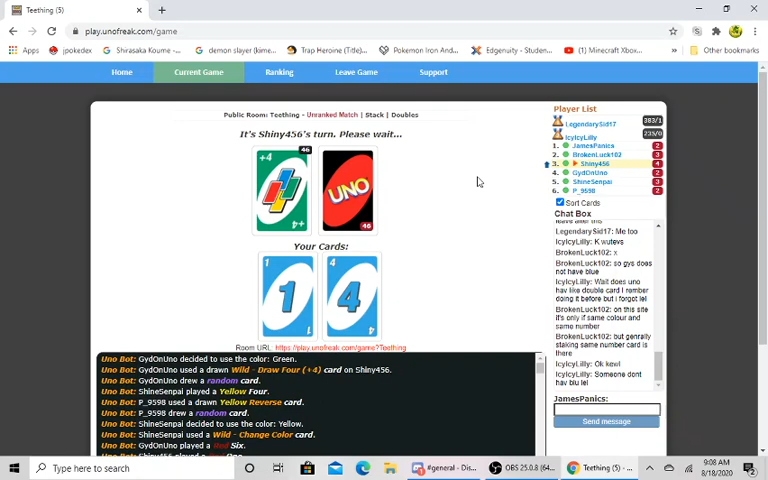 Teething (5)
play.unofreak.com/game
Apps
jpokedex
Shirasaka Koume -...
demon slayer (kime...
Trap Heroine (Title)...
Pokemon Iron And...
Edgenuity - Studen...
(1) Minecraft Xbox...
Other bookmarks
Home
Current Game
Ranking
Leave Game
Support
Public Room: Teething - Unranked Match | Stack | Doubles
It's Shiny456's turn. Please wait...
+4
46
UNO
46
Your Cards:
1
4
Room URL: https://play.unofreak.com/game?Teething
Uno Bot: GydOnUno decided to use the color: Green.
Uno Bot: GydOnUno used a drawn Wild - Draw Four (+4) card on Shiny456.
Uno Bot: GydOnUno drew a random card.
Uno Bot: ShineSenpai played a Yellow Four.
Uno Bot: P_9598 used a drawn Yellow Reverse card.
Uno Bot: P_9598 drew a random card.
Uno Bot: ShineSenpai decided to use the color: Yellow.
Uno Bot: ShineSenpai used a Wild - Change Color card.
Uno Bot: GydOnUno played a Red Six.
Player List
LegendarySid17 383/1
IcyIcyLilly 235/0
1. JamesPanics 2
2. BrokenLuck102 3
3. Shiny456
4. GydOnUno 2
5. ShineSenpai
6. P_9598 2
Sort Cards
Chat Box
LegendarySid17: Me too
IcyIcyLilly: K wutevs
BrokenLuck102: x
BrokenLuck102: so gys does
not have blue
IcyIcyLilly: Wait does uno
hav like double card I rember
doing it before but i forgot lel
BrokenLuck102: on this site
it's only if same colour and
same number
BrokenLuck102: but genrally
staking same number card is
there
IcyIcyLilly: Ok kewl
IcyIcyLilly: Someone dont
hav blu lel
JamesPanics:
Send message
Type here to search
#general - Dis...
OBS 25.0.8 (64...
Teething (5) - ...
9:08 AM
8/18/2020